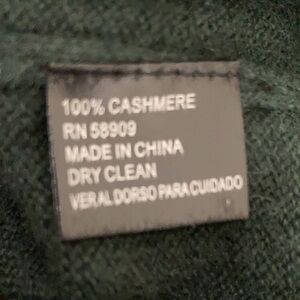 100% CASHMERE
RN 58909
MADE IN CHINA
DRY CLEAN
VER AL DORSO PARA CUIDADO